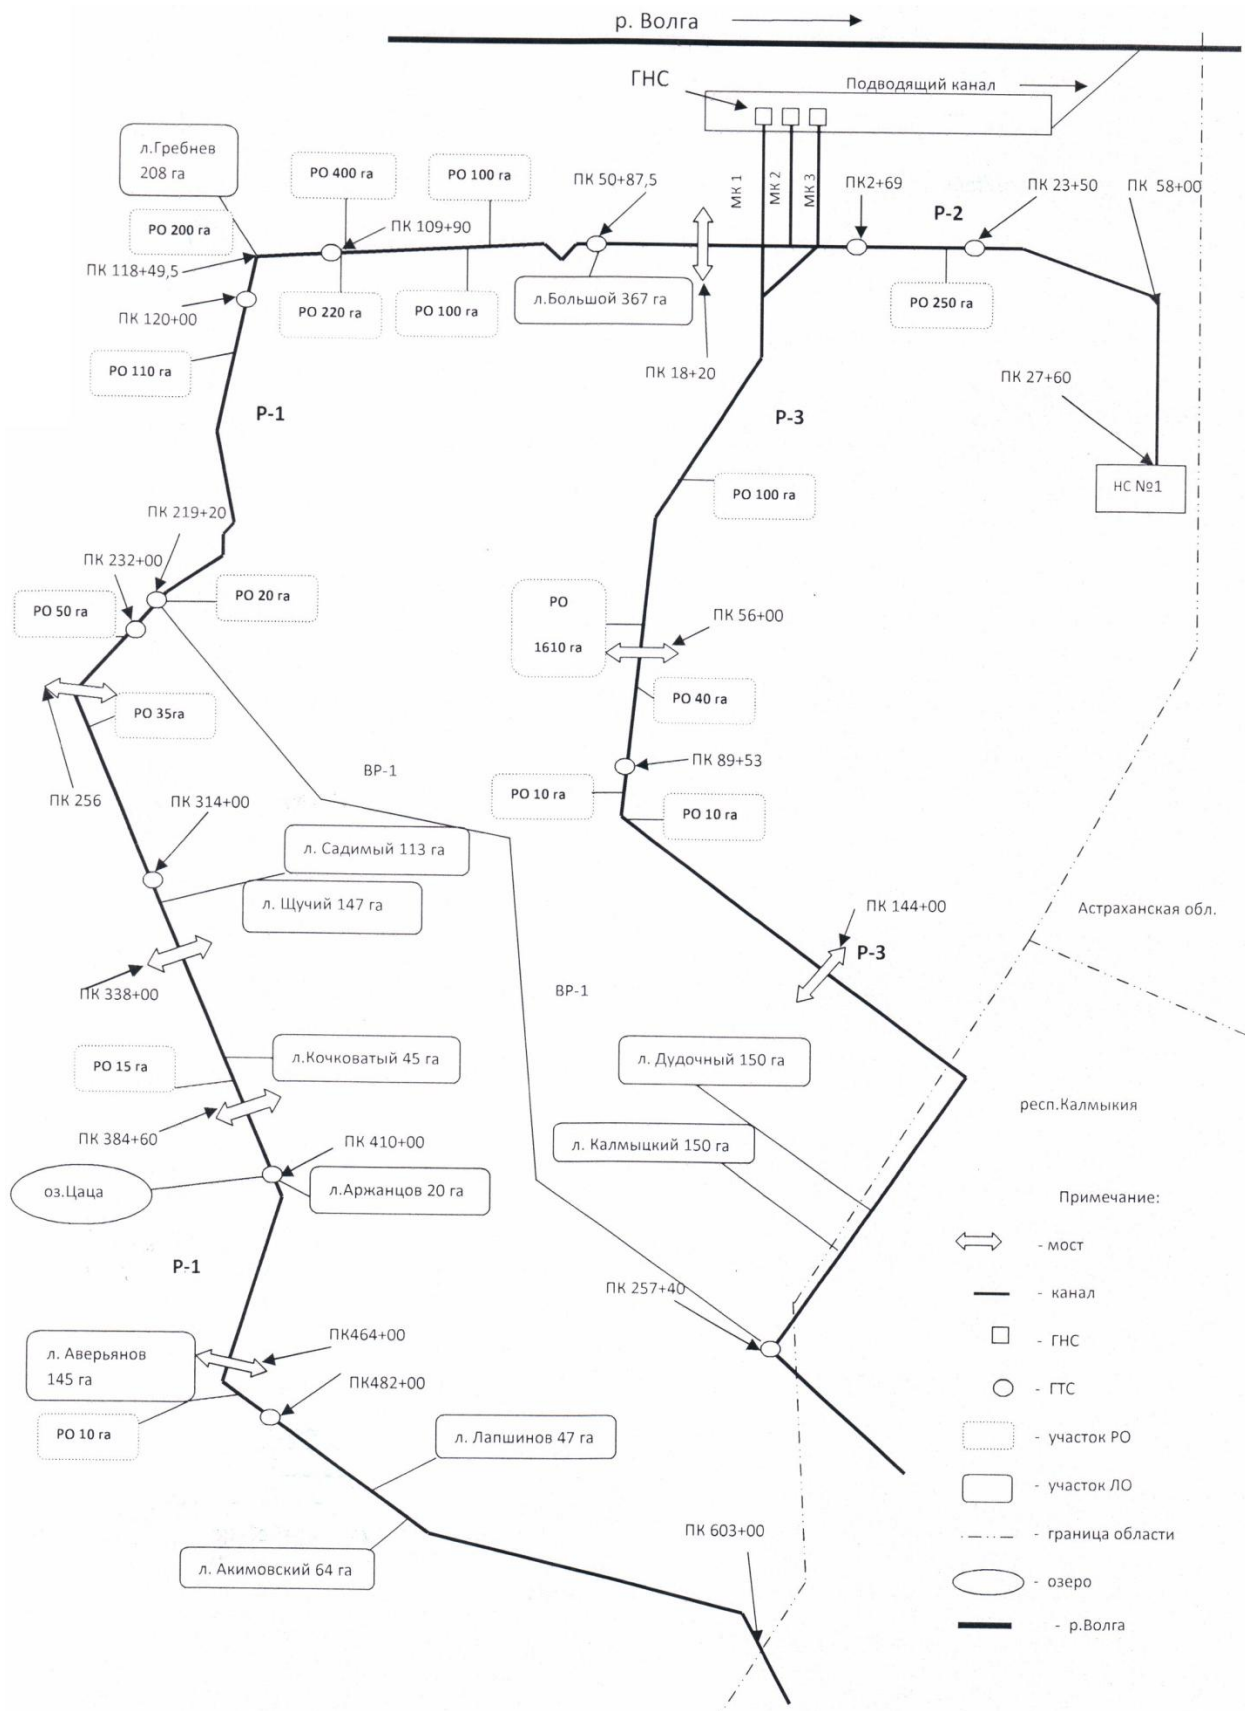 р. Волга
ГНС
Подводящий канал
л.Гребнев
208 га
РО 400 га
РО 100 га
ПК 50+87,5
МК 1
МК 2
МК 3
ПК2+69
ПК 23+50
ПК 58+00
Р-2
РО 200 га
ПК 109+90
ПК 118+49,5
РО 220 га
РО 100 га
л.Большой 367 га
РО 250 га
ПК 120+00
РО 110 га
ПК 18+20
ПК 27+60
Р-1
Р-3
НС №1
РО 100 га
ПК 219+20
ПК 232+00
РО 50 га
РО 20 га
РО
1610 га
ПК 56+00
РО 35га
РО 40 га
ПК 256
ПК 314+00
ВР-1
ПК 89+53
РО 10 га
РО 10 га
л. Садимый 113 га
л. Щучий 147 га
ПК 144+00
Астраханская обл.
Р-3
ПК 338+00
ВР-1
РО 15 га
л.Кочковатый 45 га
л. Дудочный 150 га
респ.Калмыкия
ПК 384+60
ПК 410+00
л. Калмыцкий 150 га
оз.Цаца
л.Аржанцов 20 га
Р-1
ПК 257+40
Примечание:
- мост
- канал
- ГНС
- ГТС
- участок РО
- участок ЛО
- граница области
- озеро
- р.Волга
л. Аверьянов
145 га
ПК464+00
ПК482+00
РО 10 га
л. Лапшинов 47 га
л. Акимовский 64 га
ПК 603+00